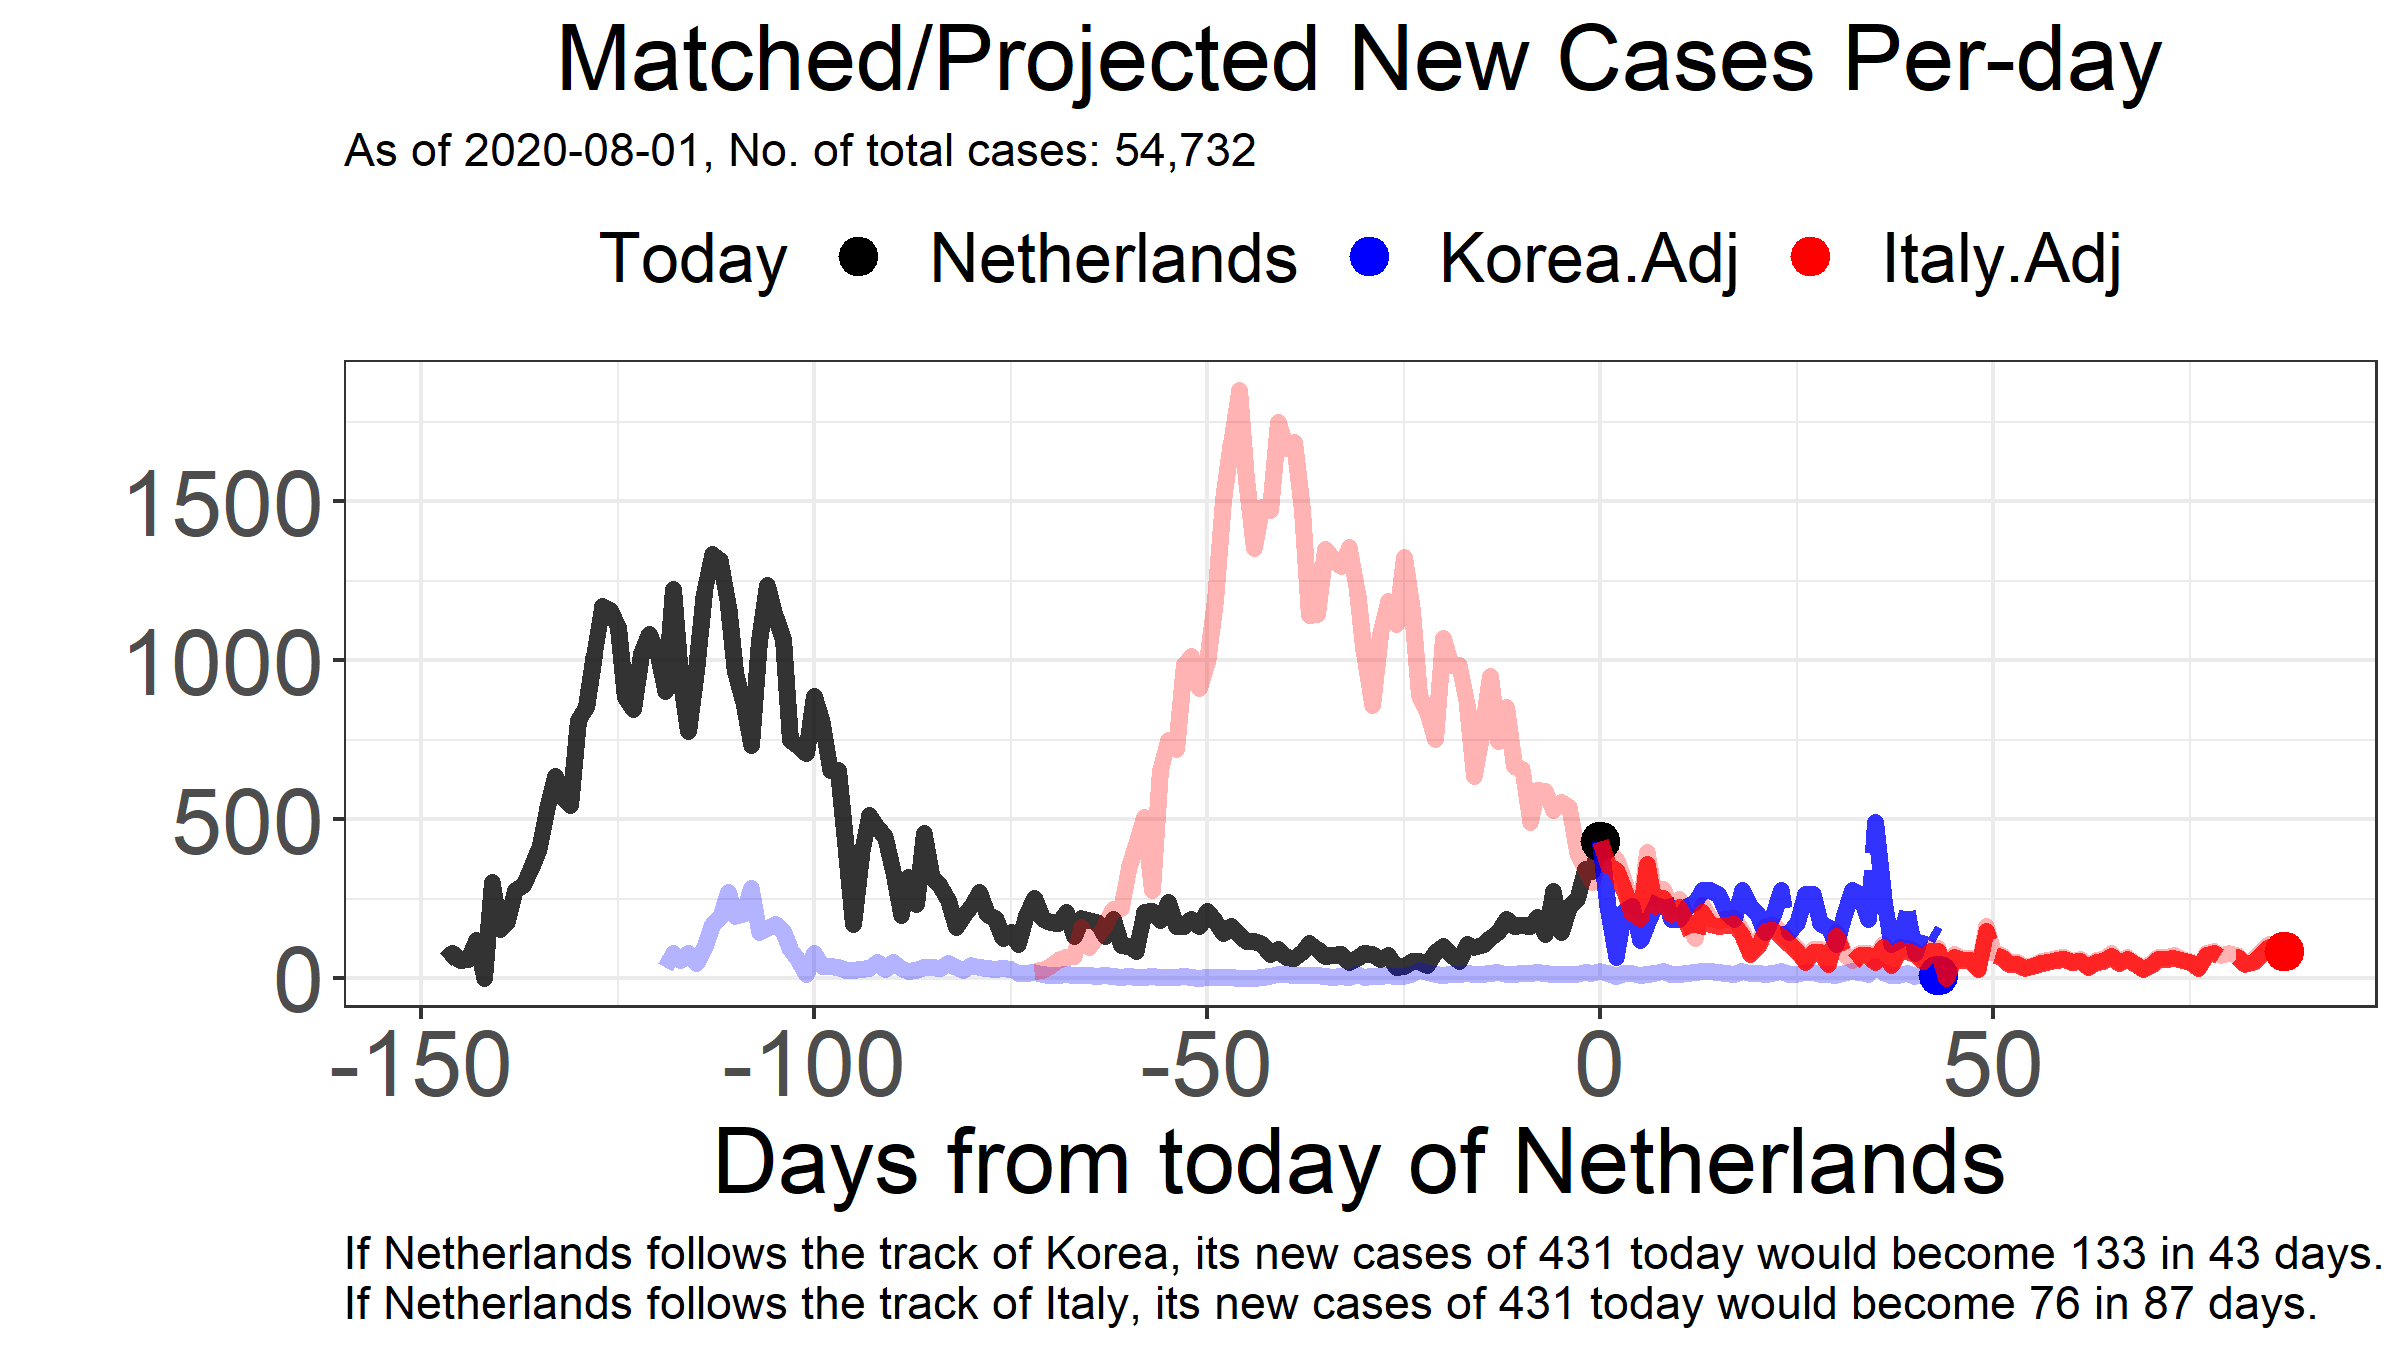 Matched/Projected New Cases Per-day
As of 2020-08-01, No. of total cases: 54,732
Today Netherlands Korea.Adj Italy.Adj
1500
1000
500
0
-150 -100 -50 0 50
Days from today of Netherlands
If Netherlands follows the track of Korea, its new cases of 431 today would become 133 in 43 days.
If Netherlands follows the track of Italy, its new cases of 431 today would become 76 in 87 days.